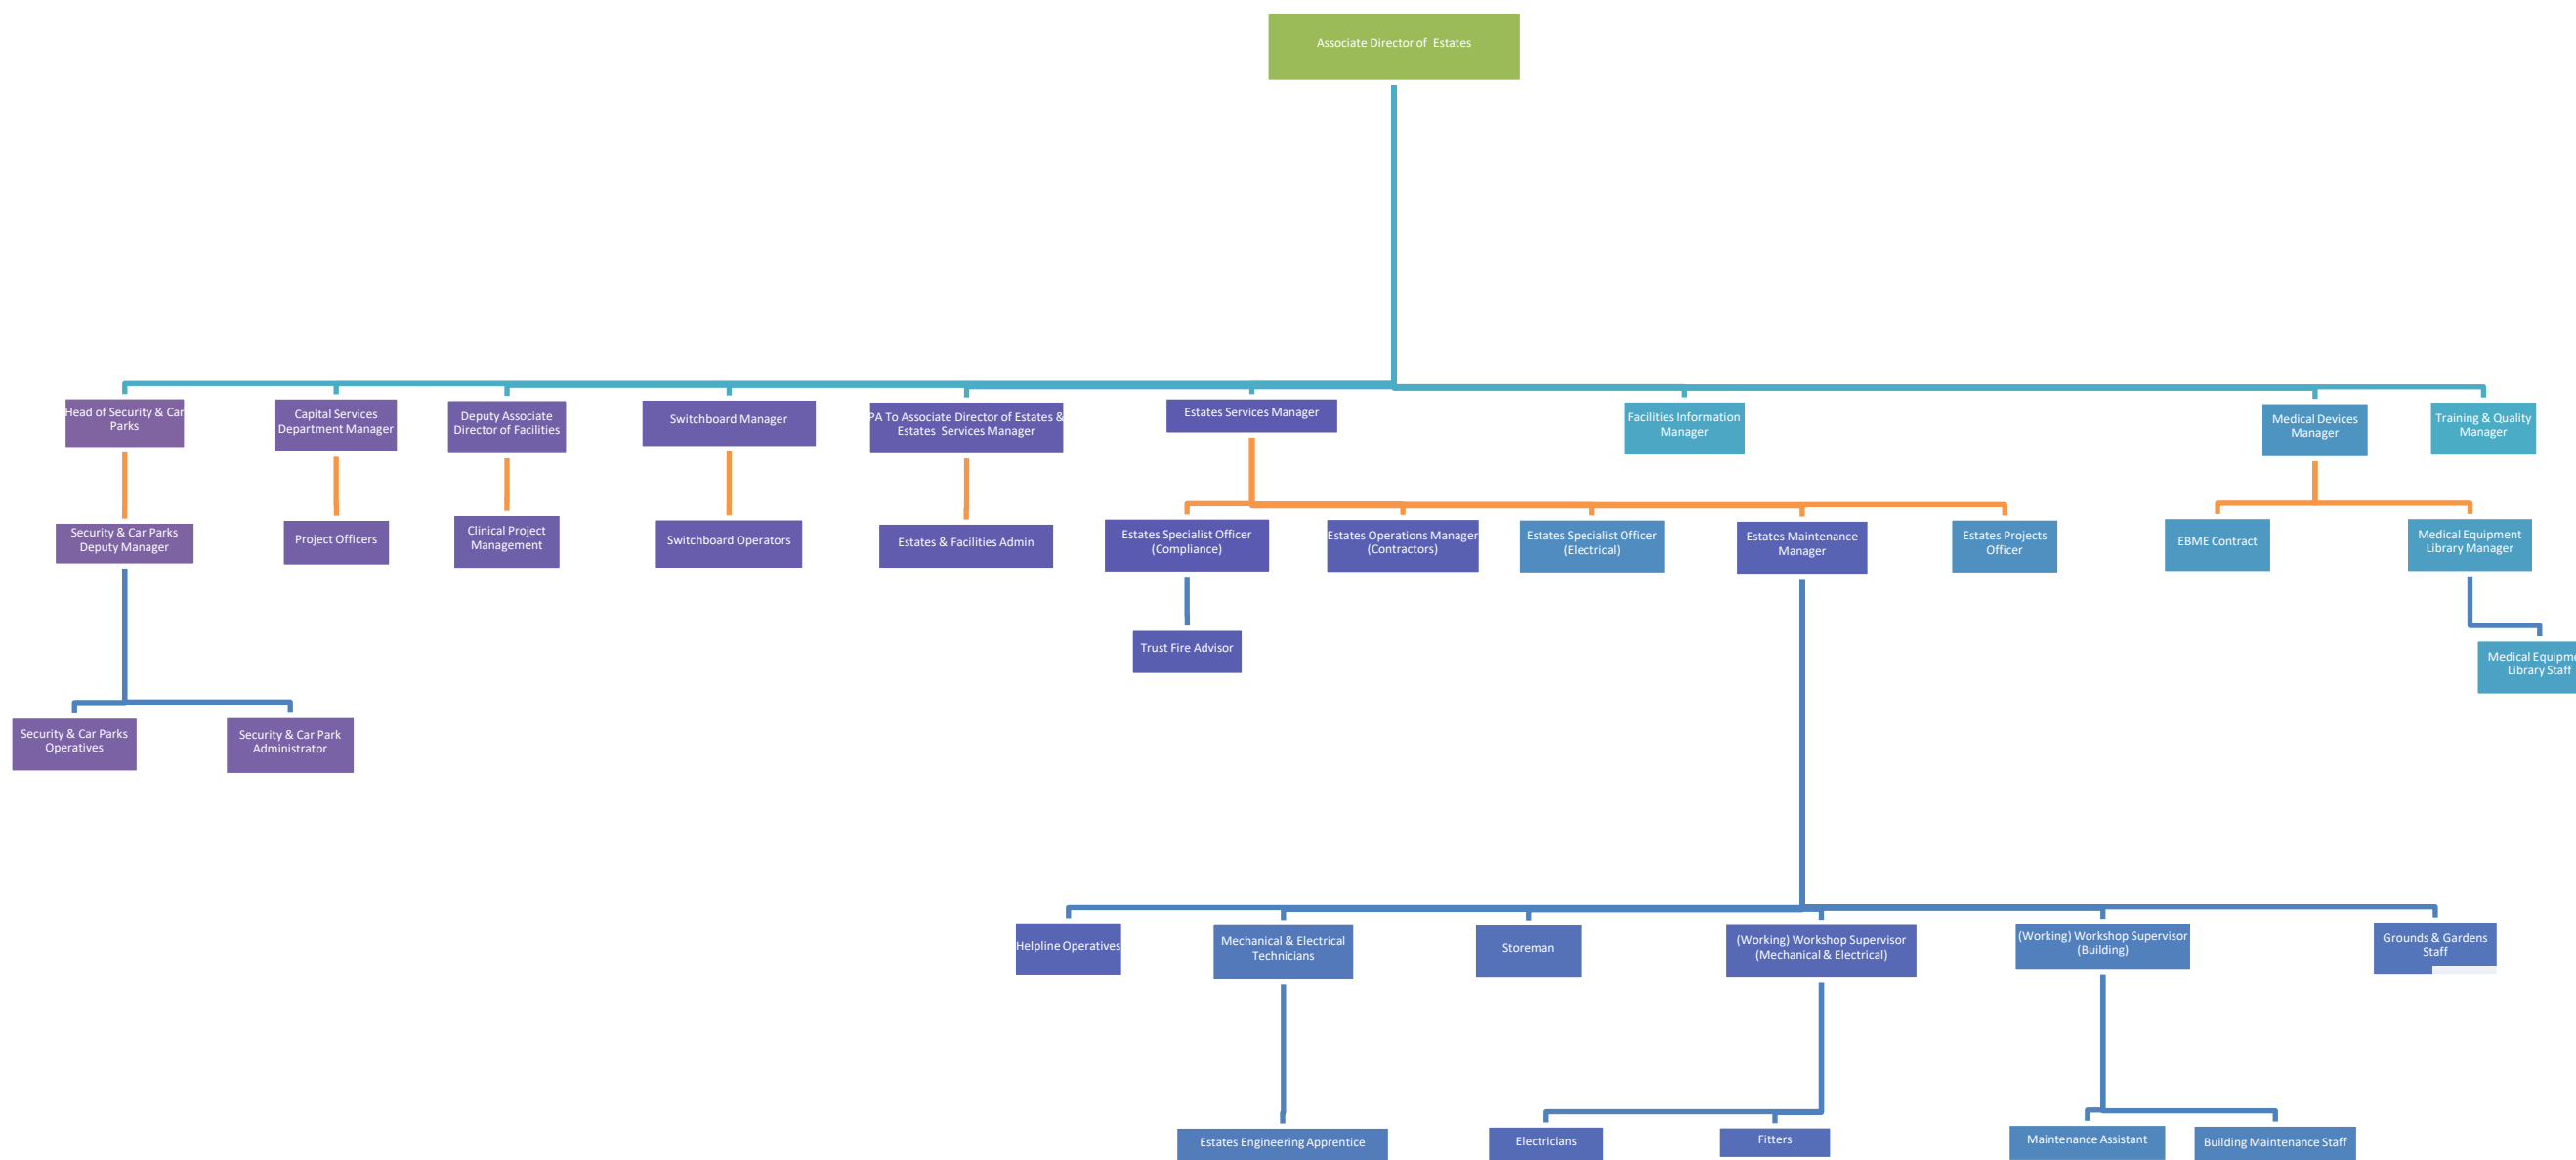 Associate Director of Estates
Head of Security & Car
Parks
Capital Services
Department Manager
Deputy Associate
Director of Facilities
Switchboard Manager
PA To Associate Director of Estates &
Estates Services Manager
Estates Services Manager
Facilities Information
Manager
Medical Devices
Manager
Training & Quality
Manager
Security & Car Parks
Deputy Manager
Project Officers
Clinical Project
Management
Switchboard Operators
Estates & Facilities Admin
Estates Specialist Officer
(Compliance)
Estates Operations Manager
(Contractors)
Estates Specialist Officer
(Electrical)
Estates Maintenance
Manager
Estates Projects
Officer
EBME Contract
Medical Equipment
Library Manager
Trust Fire Advisor
Medical Equipme
Library Staff
Security & Car Parks
Operatives
Security & Car Park
Administrator
Helpline Operatives
Mechanical & Electrical
Technicians
Storeman
(Working) Workshop Supervisor
(Mechanical & Electrical)
(Working) Workshop Supervisor
(Building)
Grounds & Gardens
Staff
Estates Engineering Apprentice
Electricians
Fitters
Maintenance Assistant
Building Maintenance Staff